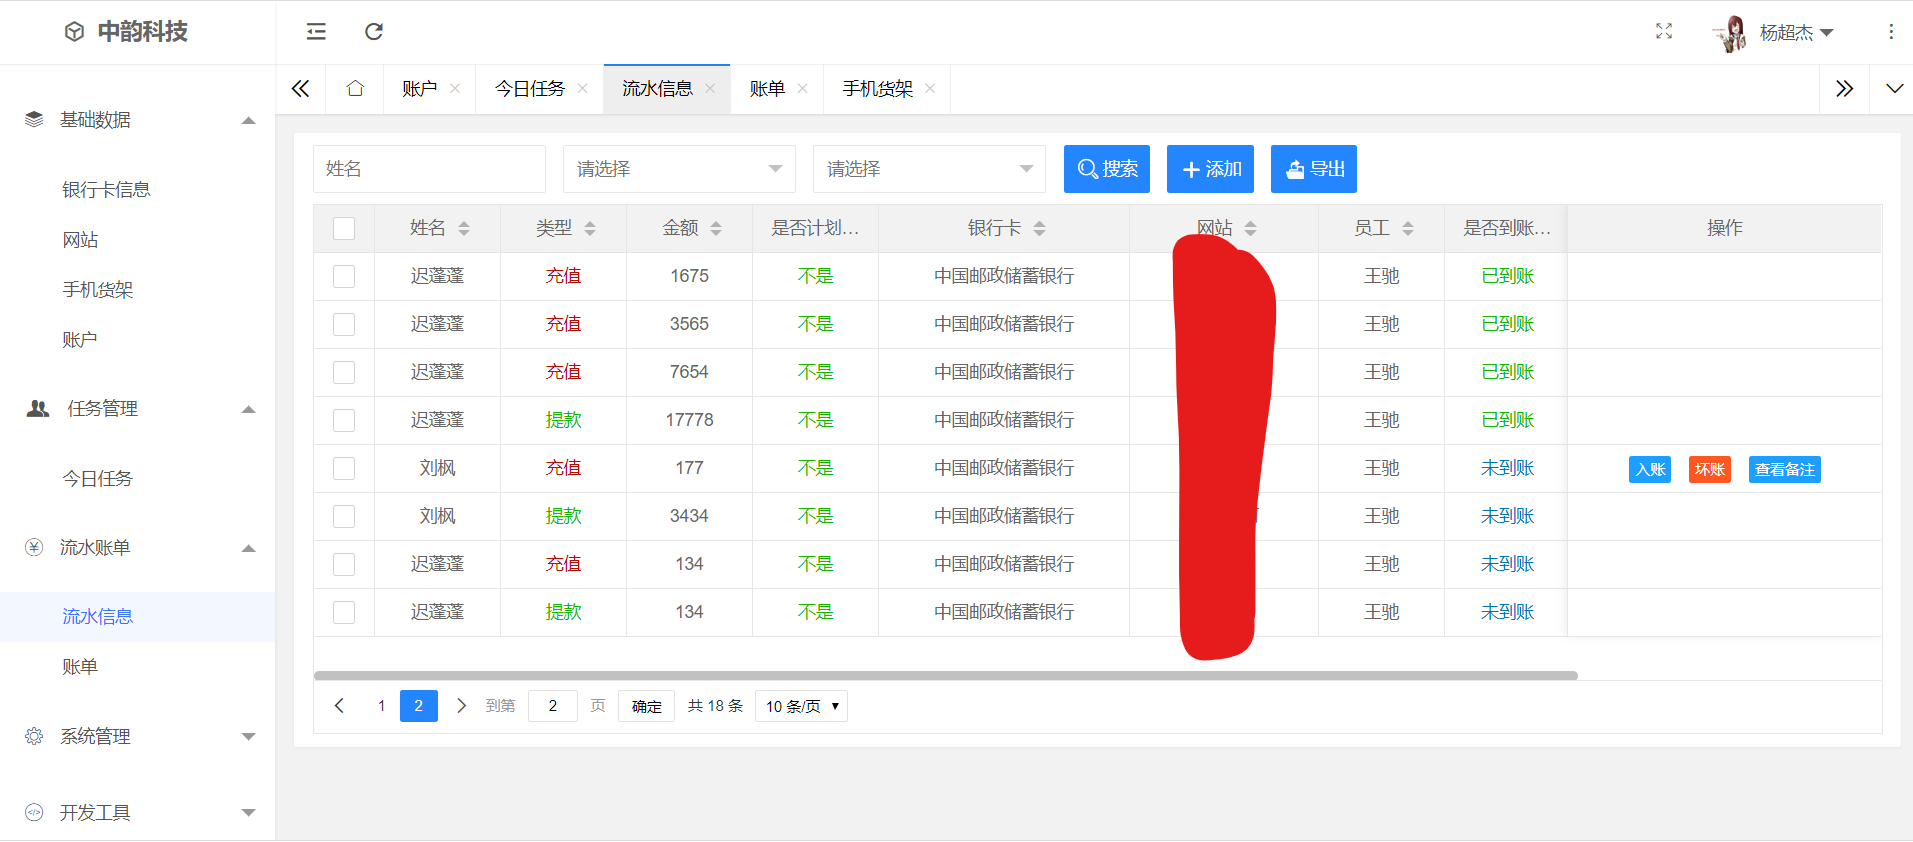 中韵科技
杨超杰
基础数据
银行卡信息
网站
手机货架
账户
任务管理
今日任务
流水账单
流水信息
账单
系统管理
开发工具
账户 今日任务 流水信息 账单 手机货架
姓名 请选择 请选择 搜索 添加 导出
姓名 类型 金额 是否计划... 银行卡 网站 员工 是否到账... 操作
迟蓬蓬 充值 1675 不是 中国邮政储蓄银行 王驰 已到账
迟蓬蓬 充值 3565 不是 中国邮政储蓄银行 王驰 已到账
迟蓬蓬 充值 7654 不是 中国邮政储蓄银行 王驰 已到账
迟蓬蓬 提款 17778 不是 中国邮政储蓄银行 王驰 已到账
刘枫 充值 177 不是 中国邮政储蓄银行 王驰 未到账 入账 坏账 查看备注
刘枫 提款 3434 不是 中国邮政储蓄银行 王驰 未到账
迟蓬蓬 充值 134 不是 中国邮政储蓄银行 王驰 未到账
迟蓬蓬 提款 134 不是 中国邮政储蓄银行 王驰 未到账
1 2 到第 2 页 确定 共 18 条 10 条/页